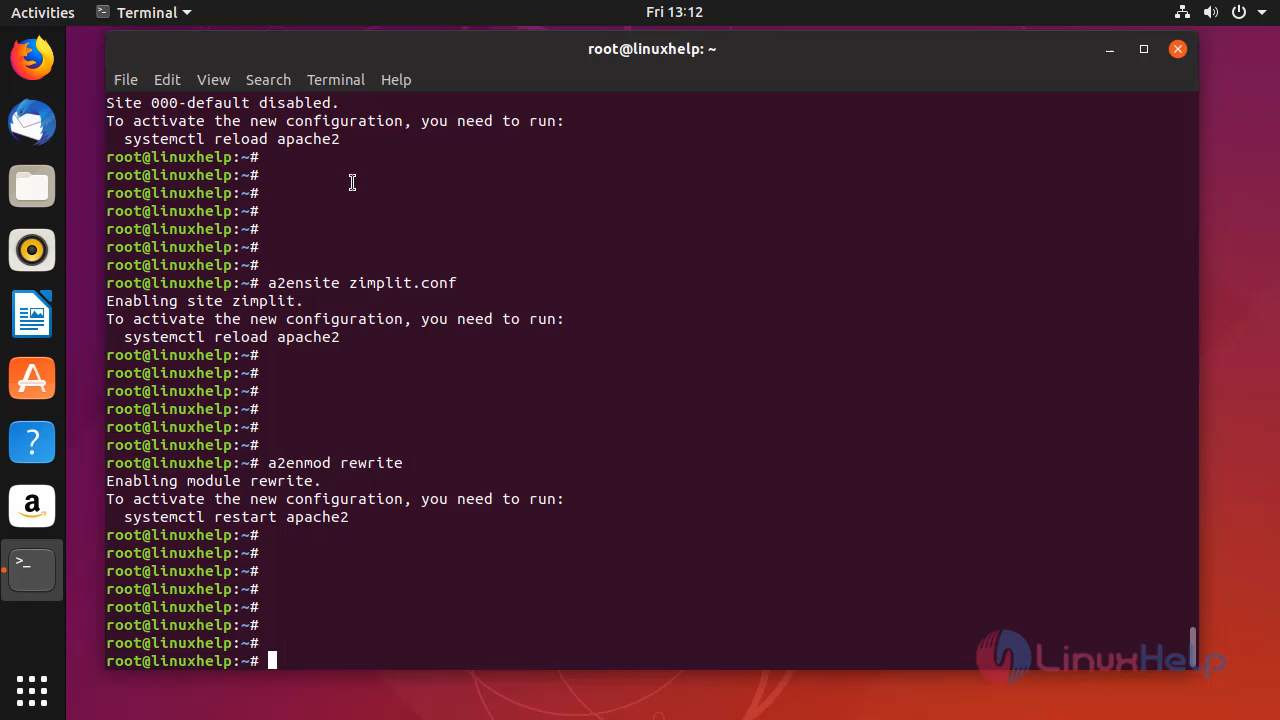 Activities Terminal Fri 13:12
root@linuxhelp: ~
File Edit View Search Terminal Help
Site 000-default disabled.
To activate the new configuration, you need to run:
  systemctl reload apache2
root@linuxhelp:~#
root@linuxhelp:~#
root@linuxhelp:~#
root@linuxhelp:~#
root@linuxhelp:~#
root@linuxhelp:~#
root@linuxhelp:~#
root@linuxhelp:~# a2ensite zimplit.conf
Enabling site zimplit.
To activate the new configuration, you need to run:
  systemctl reload apache2
root@linuxhelp:~#
root@linuxhelp:~#
root@linuxhelp:~#
root@linuxhelp:~#
root@linuxhelp:~#
root@linuxhelp:~#
root@linuxhelp:~# a2enmod rewrite
Enabling module rewrite.
To activate the new configuration, you need to run:
  systemctl restart apache2
root@linuxhelp:~#
root@linuxhelp:~#
root@linuxhelp:~#
root@linuxhelp:~#
root@linuxhelp:~#
root@linuxhelp:~#
root@linuxhelp:~#
root@linuxhelp:~#
LinuxHelp